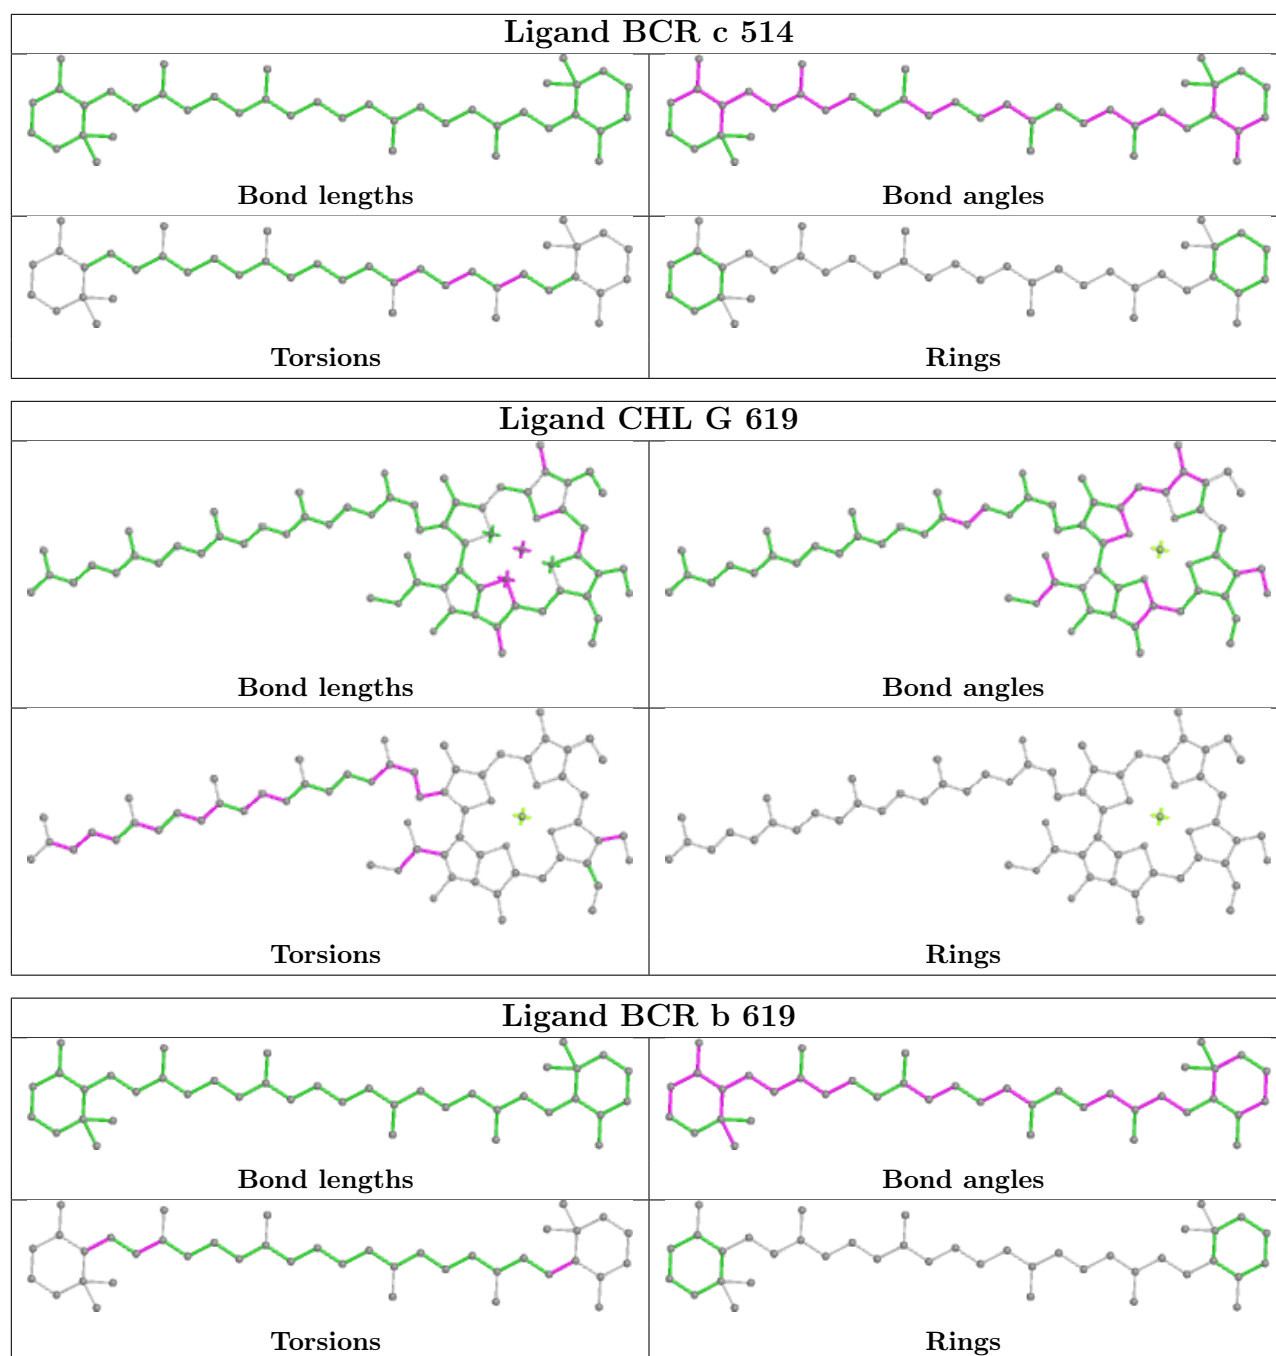 Ligand BCR c 514
Bond lengths
Bond angles
Torsions
Rings
Ligand CHL G 619
Bond lengths
Bond angles
Torsions
Rings
Ligand BCR b 619
Bond lengths
Bond angles
Torsions
Rings